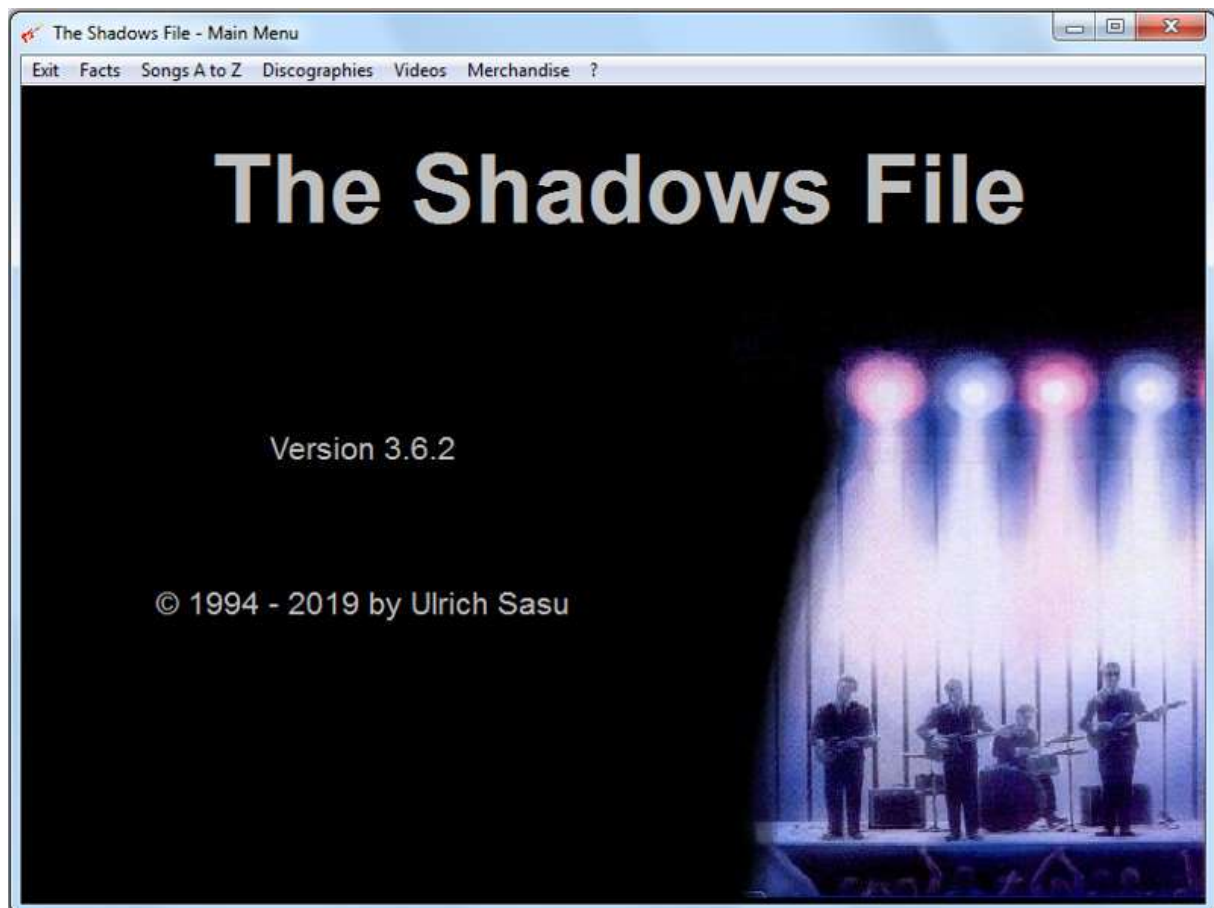 The Shadows File - Main Menu
Exit Facts Songs A to Z Discographies Videos Merchandise ?
The Shadows File
Version 3.6.2
© 1994 - 2019 by Ulrich Sasu